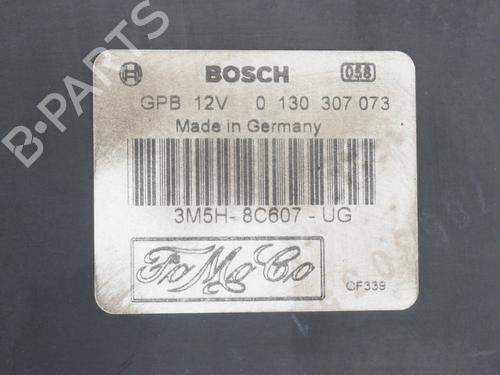 BOSCH 048
GPB 12V 0 130 307 073
Made in Germany
3M5H- 8C607 - UG
FoMoCo
CF339
B-PARTS